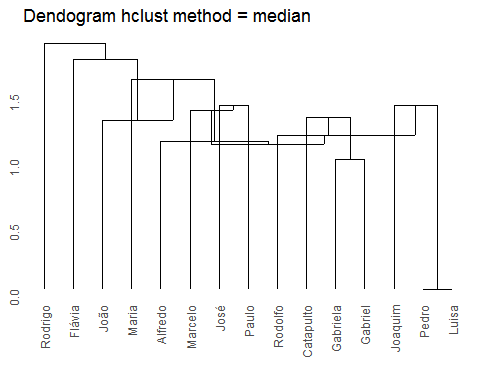 Dendogram hclust method = median
1.5
1.0
0.5
0.0
Rodrigo
Flávia
João
Maria
Alfredo
Marcelo
José
Paulo
Rodolfo
Catapulto
Gabriela
Gabriel
Joaquim
Pedro
Luisa